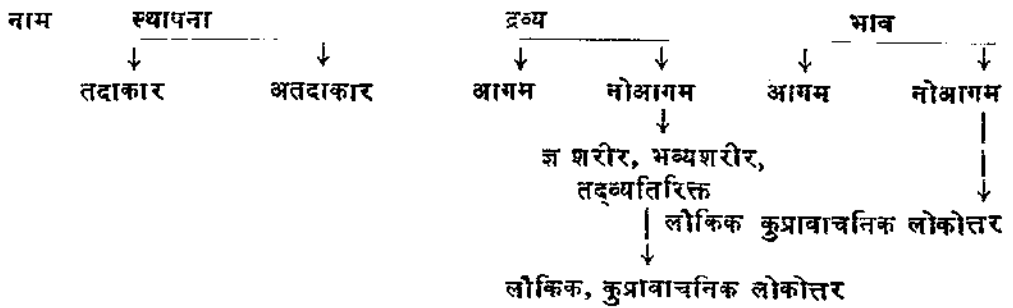 नाम स्थापना द्रव्य भाव
तदाकार अतदाकार आगम नोआगम आगम नोआगम
ज्ञ शरीर, भव्यशरीर,
तद्व्यतिरिक्त
लौकिक कुप्रावाचनिक लोकोत्तर
लौकिक, कुप्रावाचनिक लोकोत्तर